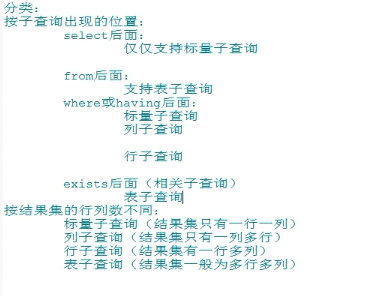 分类：
按子查询出现的位置：
select后面：
仅仅支持标量子查询
from后面：
支持表子查询
where或having后面：
标量子查询
列子查询
行子查询
exists后面（相关子查询）
表子查询
按结果集的行列数不同：
标量子查询（结果集只有一行一列）
列子查询（结果集只有一列多行）
行子查询（结果集有一行多列）
表子查询（结果集一般为多行多列）